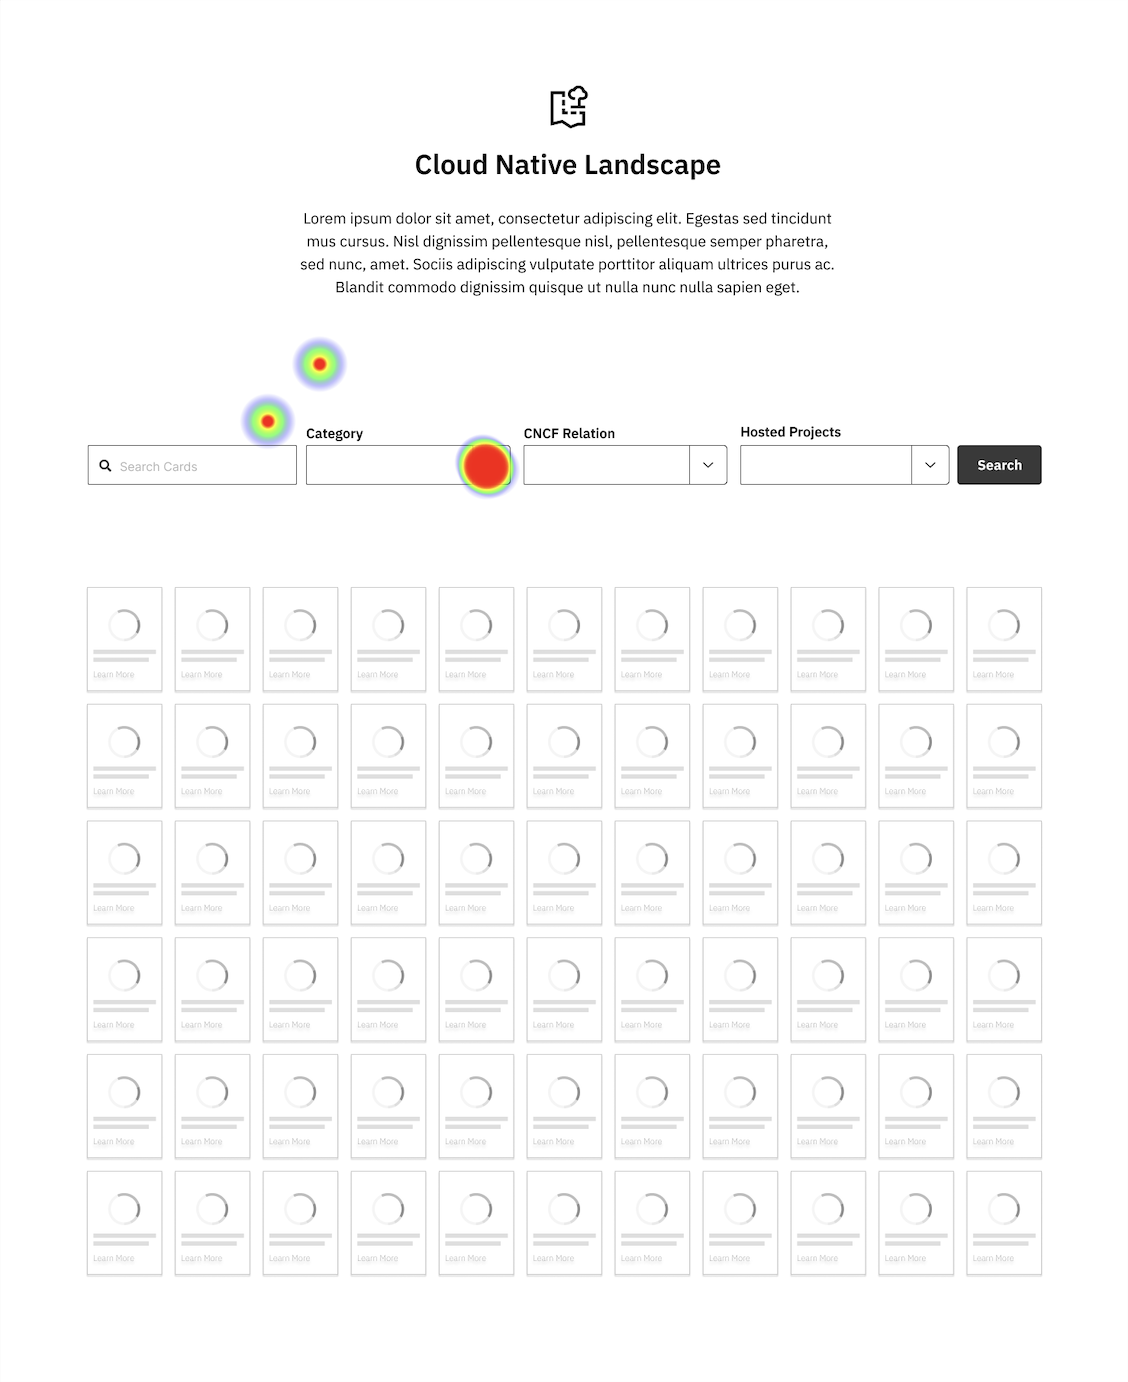 Cloud Native Landscape
Lorem ipsum dolor sit amet, consectetur adipiscing elit. Egestas sed tincidunt
mus cursus. Nisl dignissim pellentesque nisl, pellentesque semper pharetra,
sed nunc, amet. Sociis adipiscing vulputate porttitor aliquam ultrices purus ac.
Blandit commodo dignissim quisque ut nulla nunc nulla sapien eget.
Category CNCF Relation Hosted Projects
Search Cards Search
Learn More Learn More Learn More Learn More Learn More Learn More Learn More Learn More Learn More Learn More Learn More
Learn More Learn More Learn More Learn More Learn More Learn More Learn More Learn More Learn More Learn More Learn More
Learn More Learn More Learn More Learn More Learn More Learn More Learn More Learn More Learn More Learn More Learn More
Learn More Learn More Learn More Learn More Learn More Learn More Learn More Learn More Learn More Learn More Learn More
Learn More Learn More Learn More Learn More Learn More Learn More Learn More Learn More Learn More Learn More Learn More
Learn More Learn More Learn More Learn More Learn More Learn More Learn More Learn More Learn More Learn More Learn More